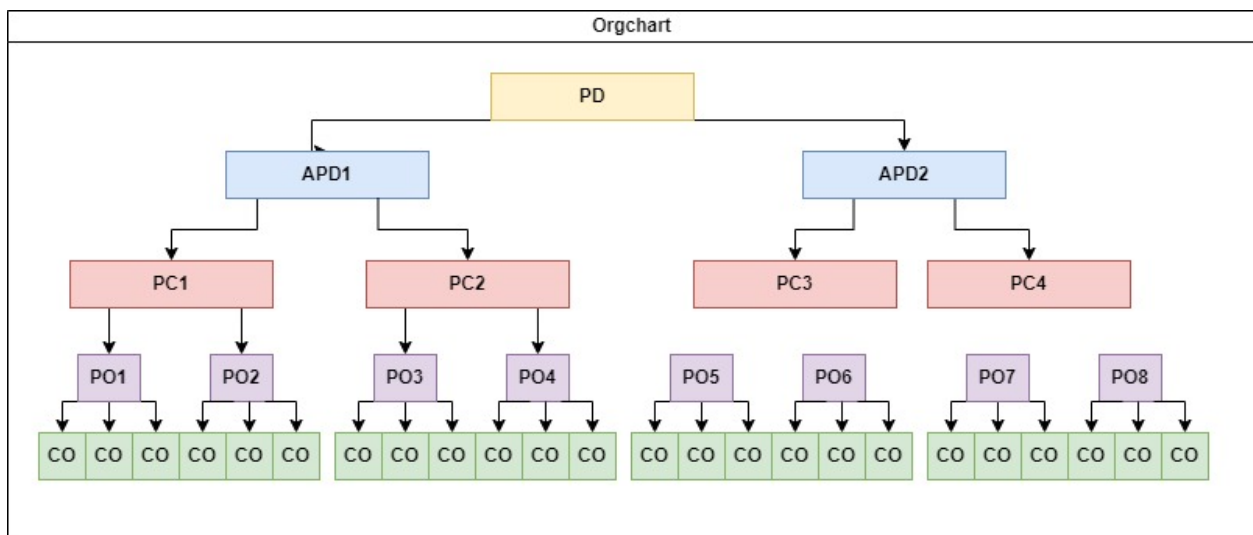 Orgchart
PD
APD1 APD2
PC1 PC2 PC3 PC4
PO1 PO2 PO3 PO4 PO5 PO6 PO7 PO8
CO CO CO CO CO CO CO CO CO CO CO CO CO CO CO CO CO CO CO CO CO CO CO CO